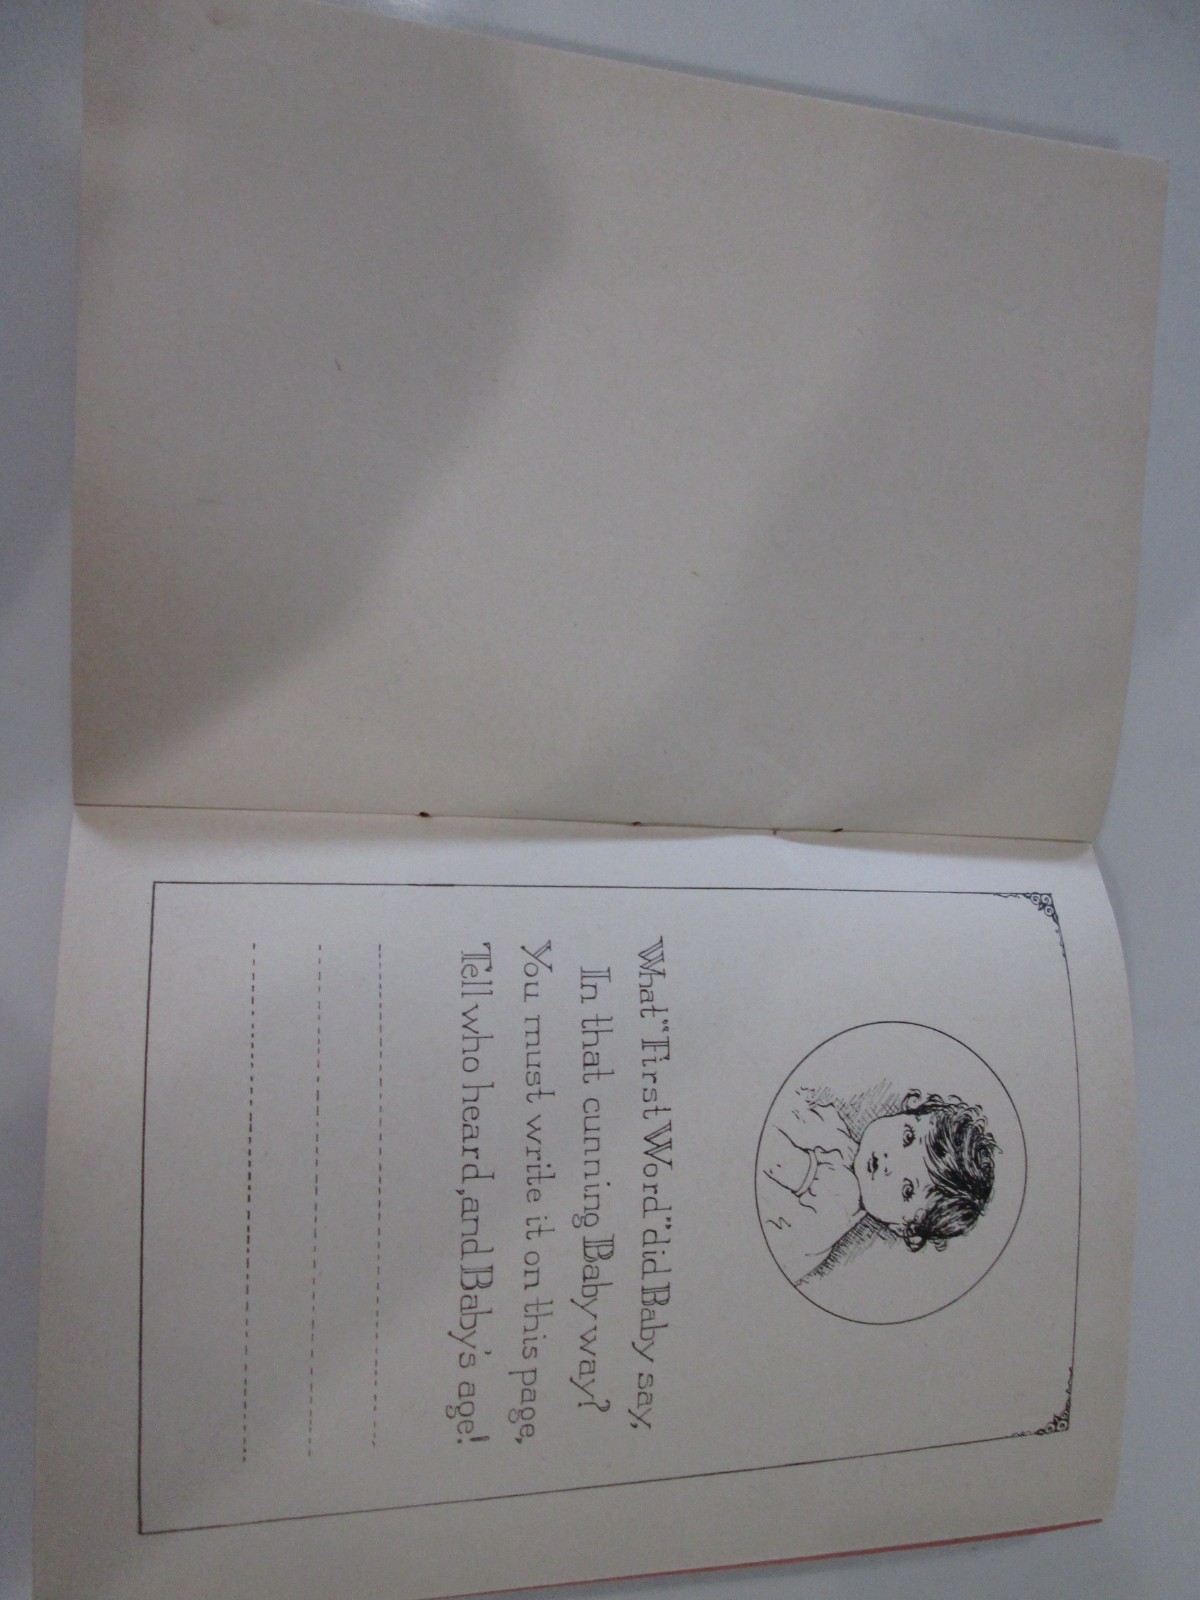 What "First Word" did Baby say,
In that cunning Baby way?
You must write it on this page,
Tell who heard, and Baby's age!